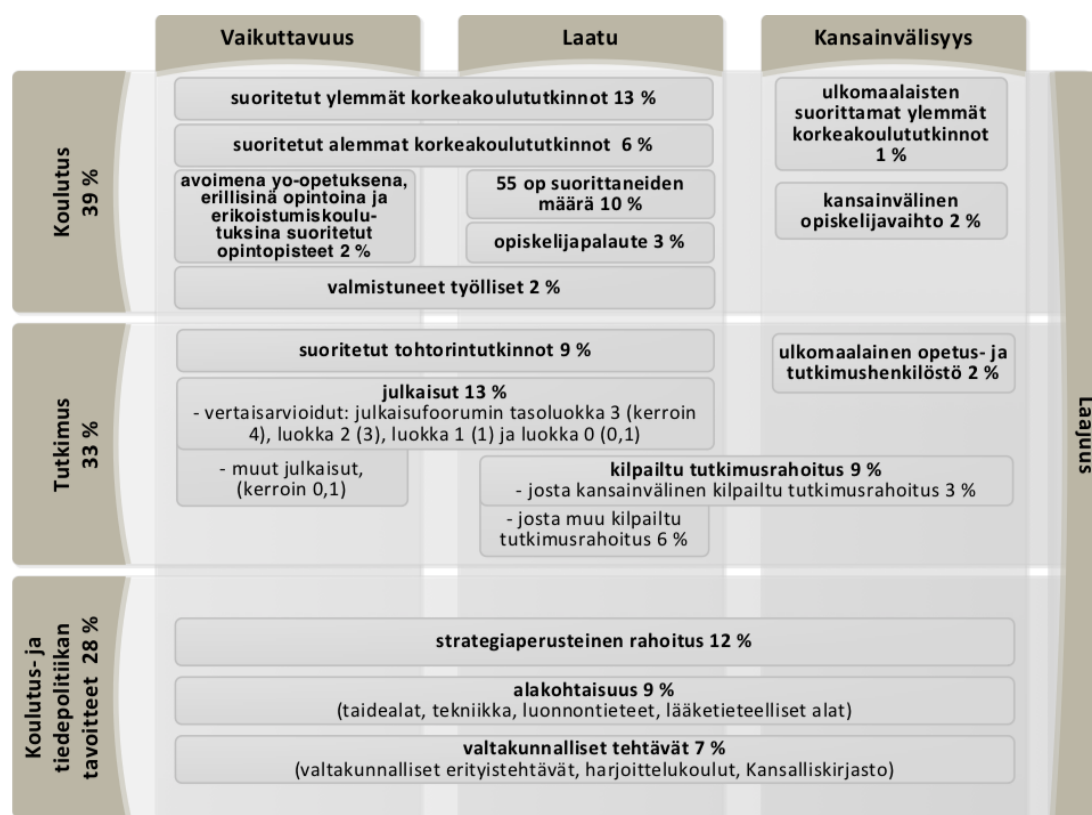 Vaikuttavuus
Laatu
Kansainvälisyys
Koulutus
39 %
suoritetut ylemmät korkeakoulututkinnot 13 %
suoritetut alemmat korkeakoulututkinnot 6 %
avoimena yo-opetuksena,
erillisinä opintoina ja
erikoistumiskoulu-
tuksina suoritetut
opintopisteet 2 %
55 op suorittaneiden
määrä 10 %
opiskelijapalaute 3 %
valmistuneet työlliset 2 %
ulkomaalaisten
suorittamat ylemmät
korkeakoulututkinnot
1 %
kansainvälinen
opiskelijavaihto 2 %
Tutkimus
33 %
suoritetut tohtorintutkinnot 9 %
julkaisut 13 %
- vertaisarvioidut: julkaisufoorumin tasoluokka 3 (kerroin
4), luokka 2 (3), luokka 1 (1) ja luokka 0 (0,1)
- muut julkaisut,
(kerroin 0,1)
ulkomaalainen opetus- ja
tutkimushenkilöstö 2 %
kilpailtu tutkimusrahoitus 9 %
- josta kansainvälinen kilpailtu tutkimusrahoitus 3 %
- josta muu kilpailtu
tutkimusrahoitus 6 %
Koulutus- ja
tiedepolitiikan
tavoitteet 28 %
strategiaperusteinen rahoitus 12 %
alakohtaisuus 9 %
(taidealat, tekniikka, luonnontieteet, lääketieteelliset alat)
valtakunnalliset tehtävät 7 %
(valtakunnalliset erityistehtävät, harjoittelukoulut, Kansalliskirjasto)
Laajuus